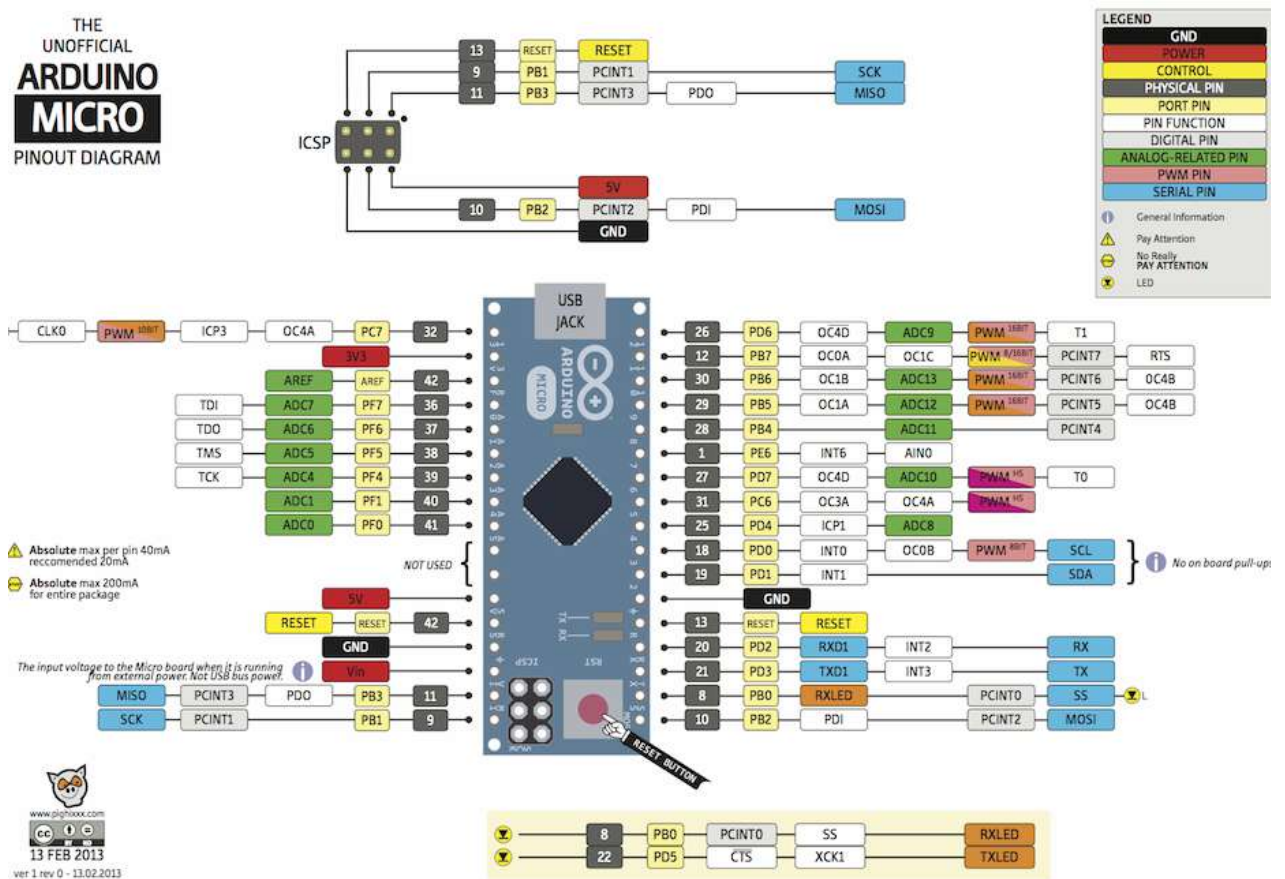 THE
UNOFFICIAL
ARDUINO
MICRO
PINOUT DIAGRAM
13 RESET RESET
9 PB1 PCINT1 SCK
11 PB3 PCINT3 PDO MISO
ICSP
5V
10 PB2 PCINT2 PDI MOSI
GND
LEGEND
GND
POWER
CONTROL
PHYSICAL PIN
PORT PIN
PIN FUNCTION
DIGITAL PIN
ANALOG-RELATED PIN
PWM PIN
SERIAL PIN
General Information
Pay Attention
No Really
PAY ATTENTION
LED
USB
JACK
ARDUINO
MICRO
TX
RX
ICSP
RST
RESET BUTTON
CLK0 PWM 10BIT ICP3 OC4A PC7 32
3V3
AREF AREF 42
TDI ADC7 PF7 36
TDO ADC6 PF6 37
TMS ADC5 PF5 38
TCK ADC4 PF4 39
ADC1 PF1 40
ADC0 PF0 41
NOT USED
5V
RESET RESET 42
GND
Vin
MISO PCINT3 PDO PB3 11
SCK PCINT1 PB1 9
Absolute max per pin 40mA
reccomended 20mA
Absolute max 200mA
for entire package
The input voltage to the Micro board when it is running
from external power. Not USB bus power.
26 PD6 OC4D ADC9 PWM 16BIT T1
12 PB7 OC0A OC1C PWM 8/16BIT PCINT7 RTS
30 PB6 OC1B ADC13 PWM 16BIT PCINT6 OC4B
29 PB5 OC1A ADC12 PWM 16BIT PCINT5 OC4B
28 PB4 ADC11 PCINT4
1 PE6 INT6 AIN0
27 PD7 OC4D ADC10 PWM HS T0
31 PC6 OC3A OC4A PWM HS
25 PD4 ICP1 ADC8
18 PD0 INT0 OC0B PWM 8BIT SCL
19 PD1 INT1 SDA
No on board pull-ups
GND
13 RESET RESET
20 PD2 RXD1 INT2 RX
21 PD3 TXD1 INT3 TX
8 PB0 RXLED PCINT0 SS L
10 PB2 PDI PCINT2 MOSI
8 PB0 PCINT0 SS RXLED
22 PD5 CTS XCK1 TXLED
www.pighixxx.com
cc
13 FEB 2013
ver 1 rev 0 - 13.02.2013